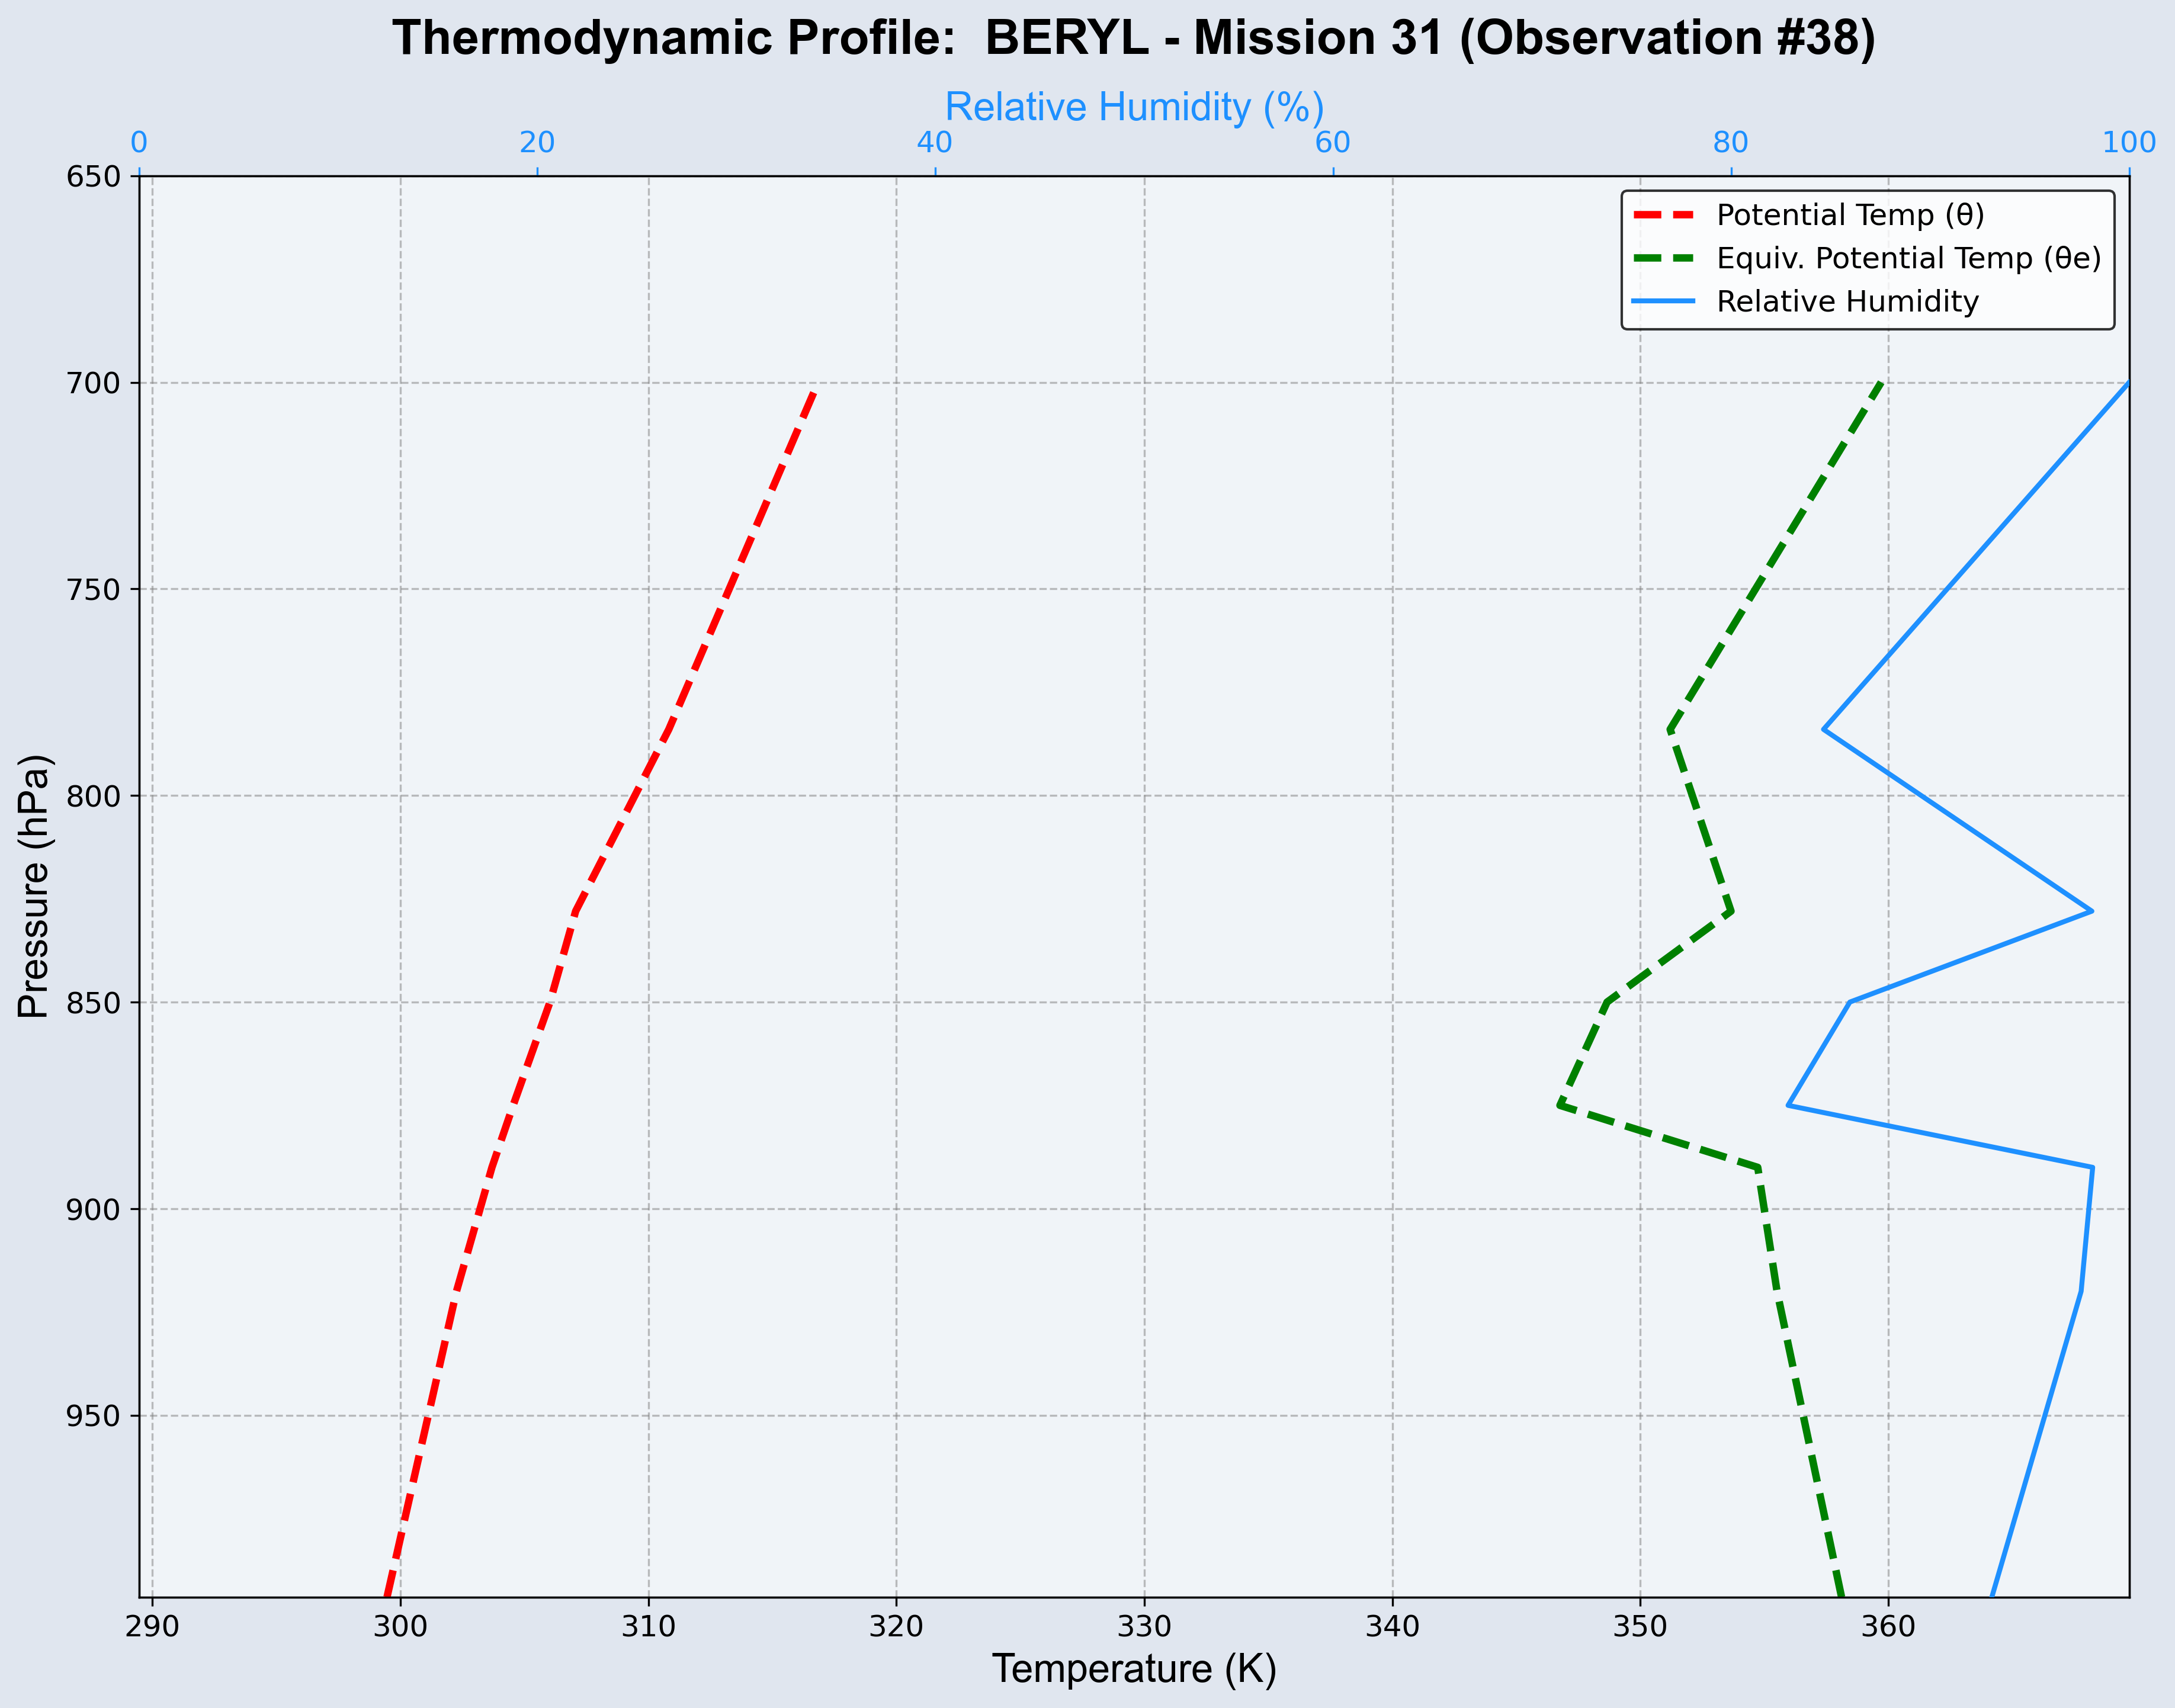 Thermodynamic Profile:  BERYL - Mission 31 (Observation #38)
Relative Humidity (%)
0 20 40 60 80 100
Potential Temp (θ)
Equiv. Potential Temp (θe)
Relative Humidity
650
700
750
800
850
900
950
Pressure (hPa)
290 300 310 320 330 340 350 360
Temperature (K)